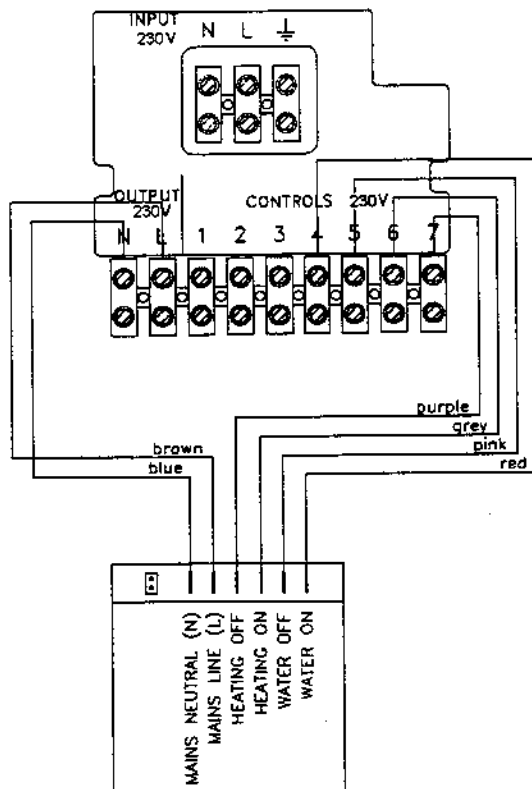 INPUT 230V
N L
OUTPUT 230V
CONTROLS 230V
N L 1 2 3 4 5 6 7
purple
grey
pink
red
brown
blue
MAINS NEUTRAL (N)
MAINS LINE (L)
HEATING OFF
HEATING ON
WATER OFF
WATER ON